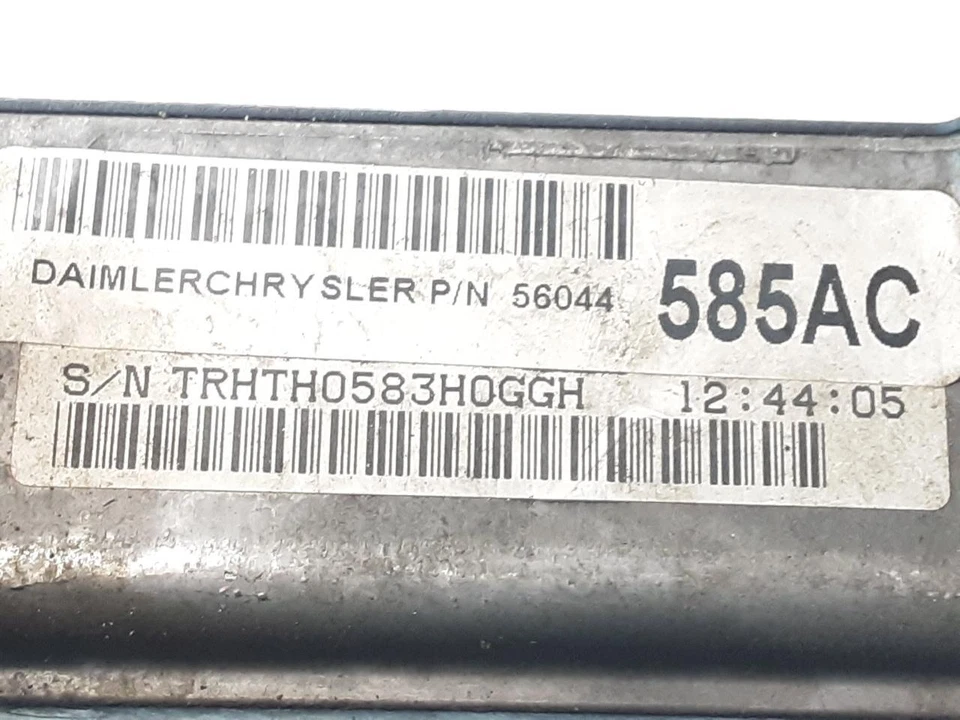 DAIMLERCHRYSLER P/N 56044 585AC
S/N TRHTH0583H0GGH 12:44:05